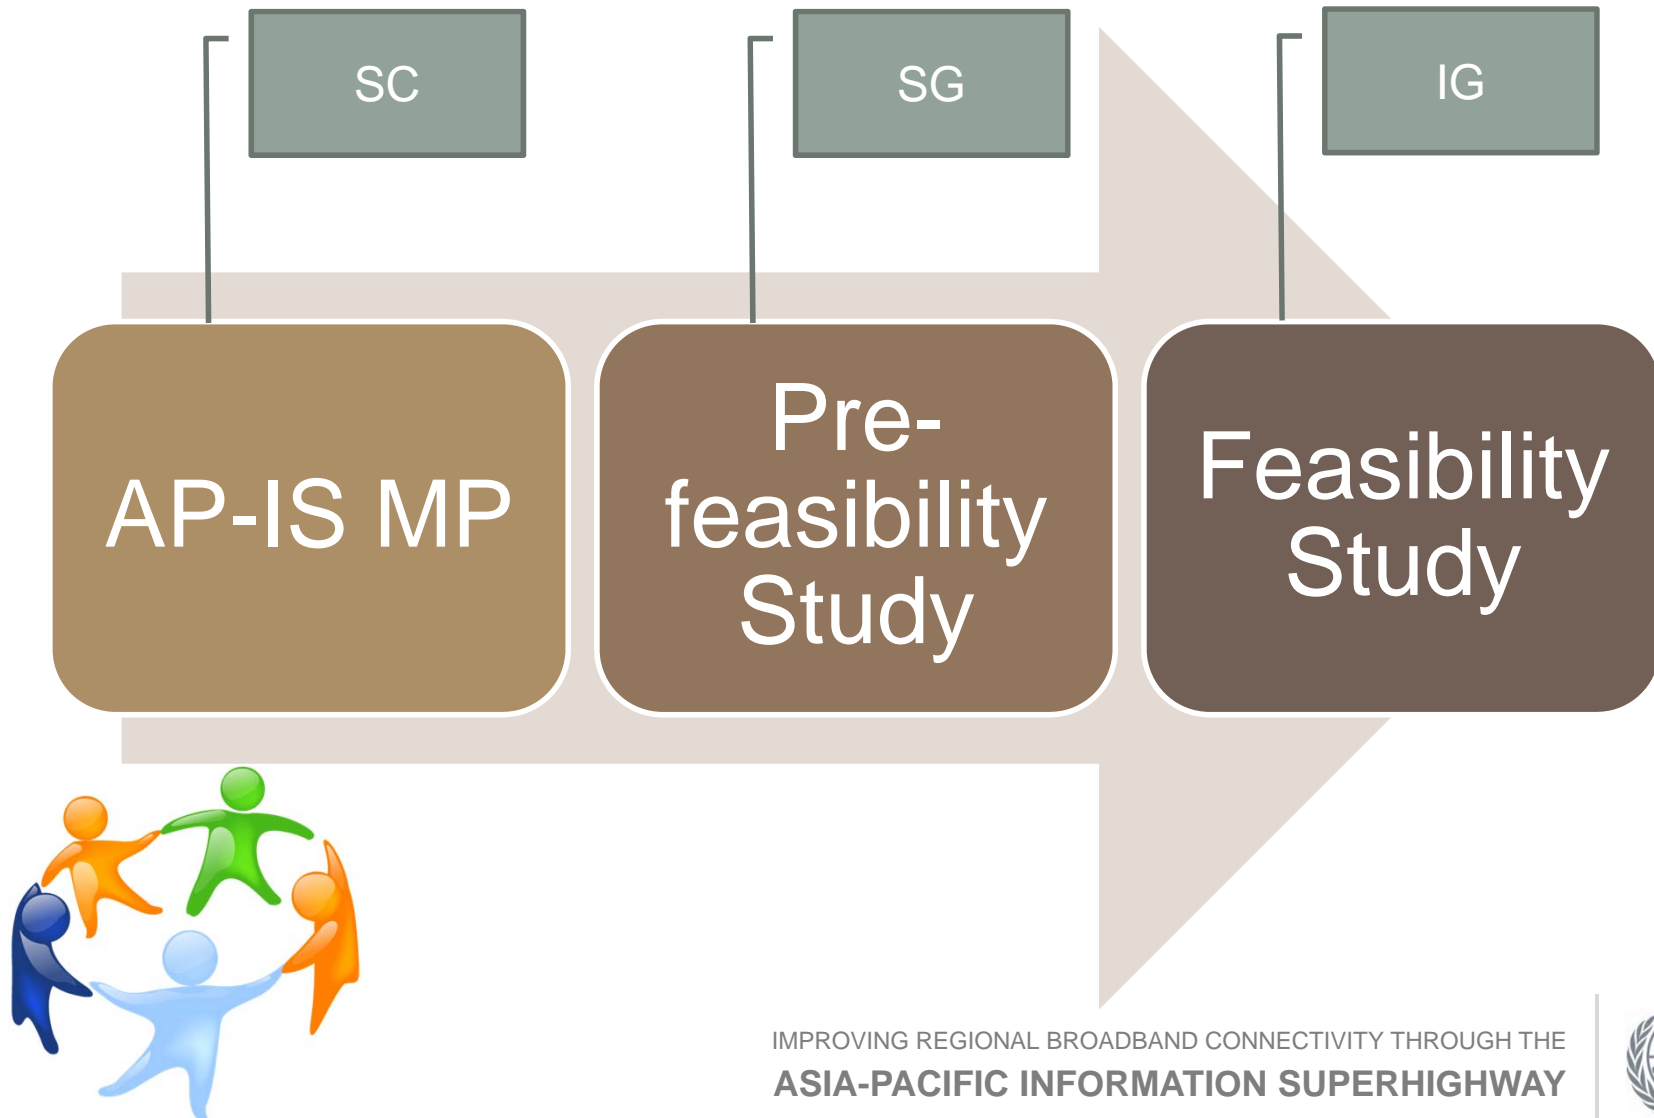 SC
SG
IG
AP-IS MP
Pre-
feasibility
Study
Feasibility
Study
IMPROVING REGIONAL BROADBAND CONNECTIVITY THROUGH THE
ASIA-PACIFIC INFORMATION SUPERHIGHWAY